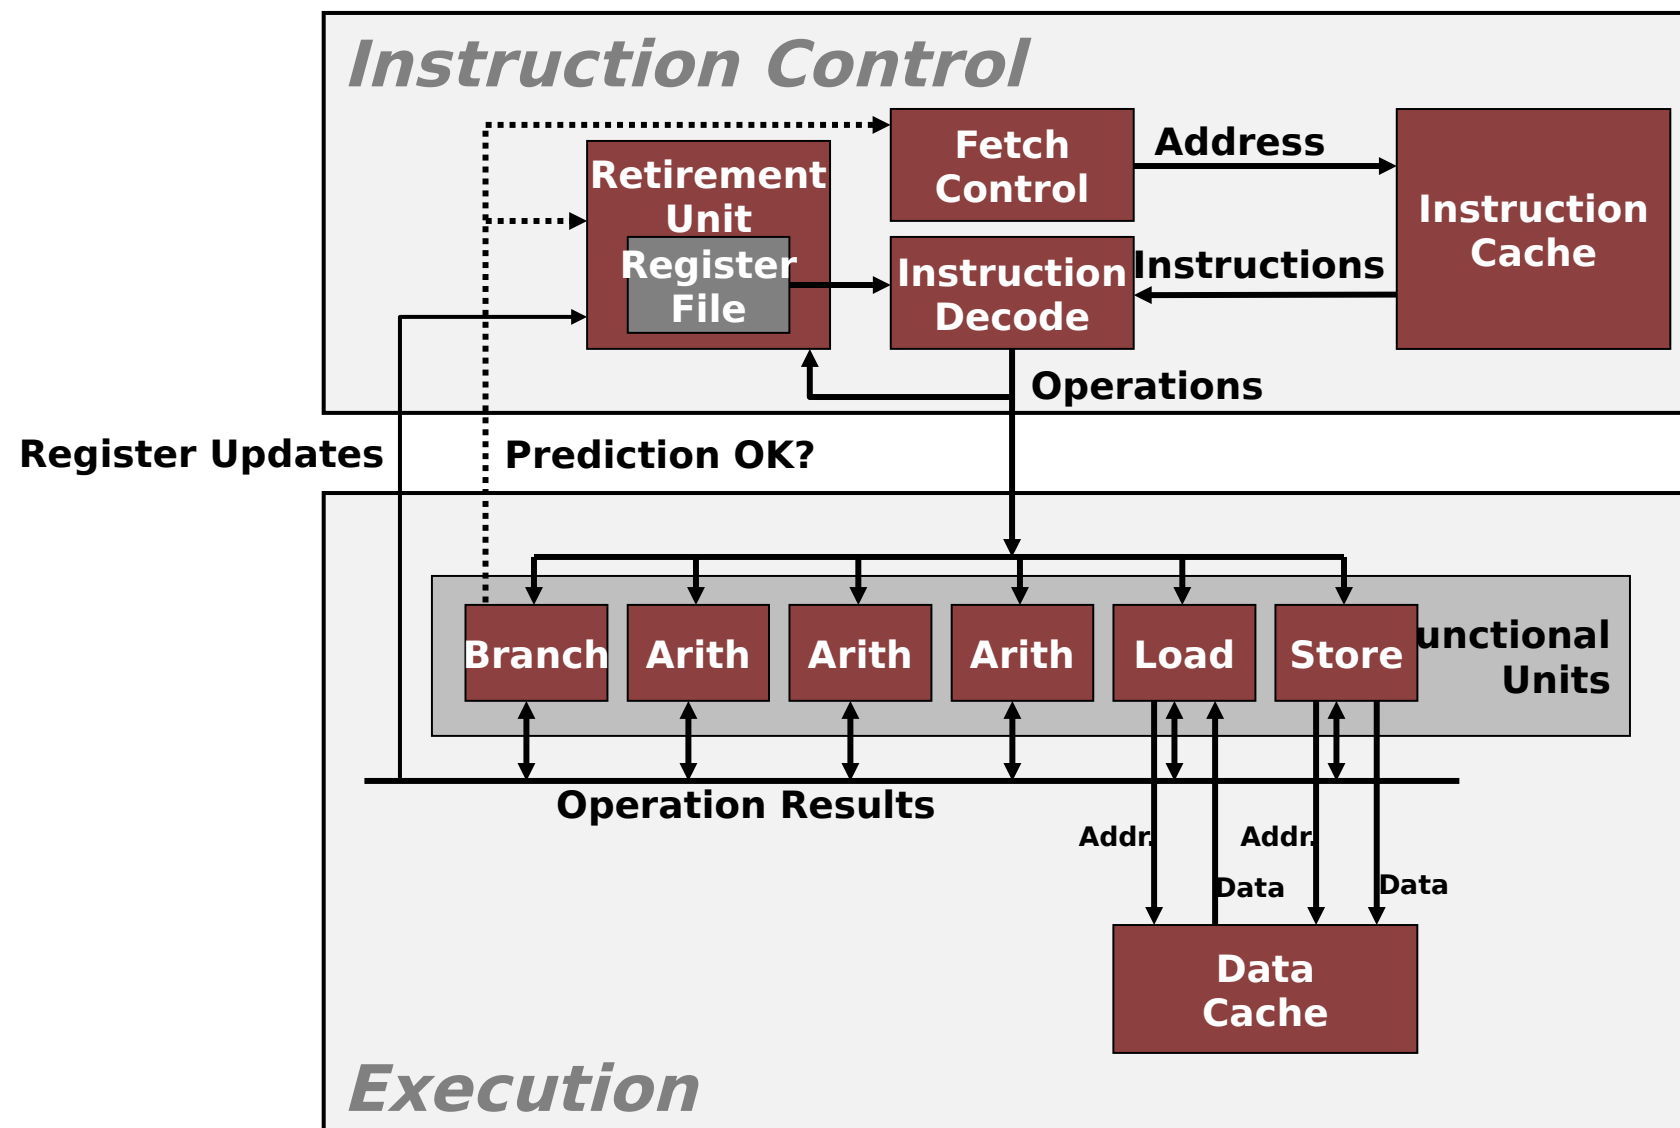 Instruction Control
Fetch
Control
Address
Instruction
Cache
Retirement
Unit
Register
File
Instruction
Decode
Instructions
Operations
Register Updates
Prediction OK?
Branch
Arith
Arith
Arith
Load
Store
unctional
Units
Operation Results
Addr.
Addr.
Data
Data
Data
Cache
Execution